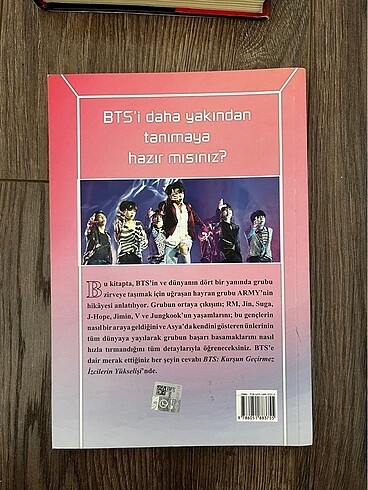 BTS'i daha yakından
tanımaya
hazır mısınız?
Bu kitapta, BTS'in ve dünyanın dört bir yanında grubu
zirveye taşımak için uğraşan hayran grubu ARMY'nin
hikâyesi anlatılıyor. Grubun ortaya çıkışını; RM, Jin, Suga,
J-Hope, Jimin, V ve Jungkook'un yaşamlarını; bu gençlerin
nasıl bir araya geldiğini ve Asya'da kendini gösteren ünlerinin
tüm dünyaya yayılarak grubun başarı basamaklarını nasıl
hızla tırmandığını tüm detaylarıyla öğreneceksiniz. BTS'e
dair merak ettiğiniz her şeyin cevabı BTS: Kurşun Geçirmez
İzcilerin Yükselişi'nde.